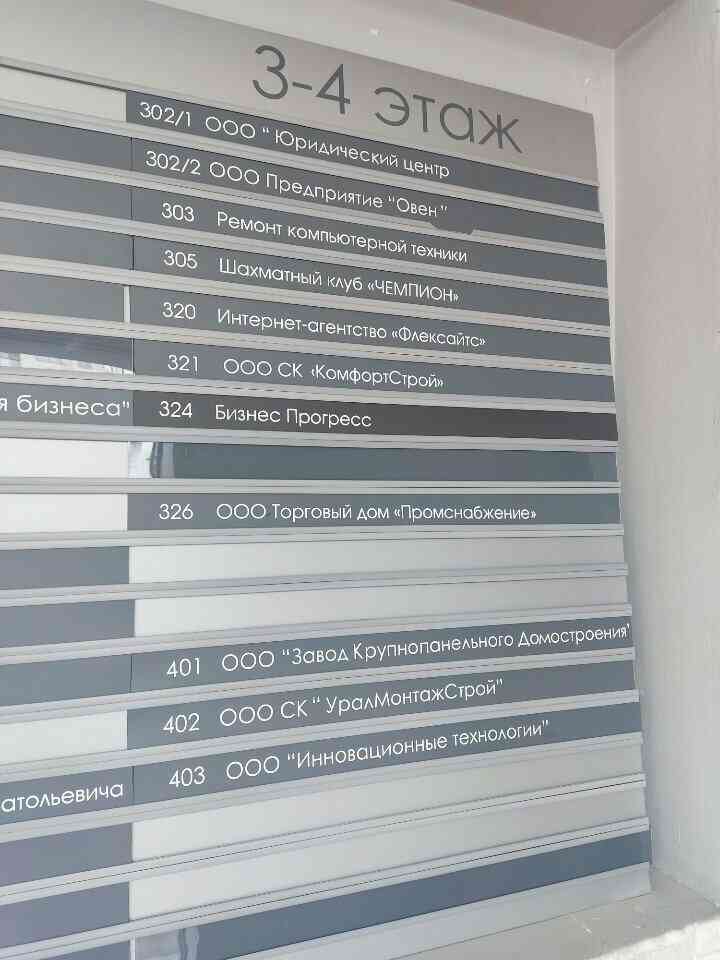 3-4 этаж
302/1 ООО “ Юридический центр
302/2 ООО Предприятие “Овен ”
303 Ремонт компьютерной техники
305 Шахматный клуб «ЧЕМПИОН»
320 Интернет-агентство «Флексайтс»
321 ООО СК «КомфортСтрой»
я бизнеса” 324 Бизнес Прогресс
326 ООО Торговый дом «Промснабжение»
401 ООО “Завод Крупнопанельного Домостроения”
402 ООО СК “ УралМонтажСтрой”
атольевича 403 ООО “Инновационные технологии”